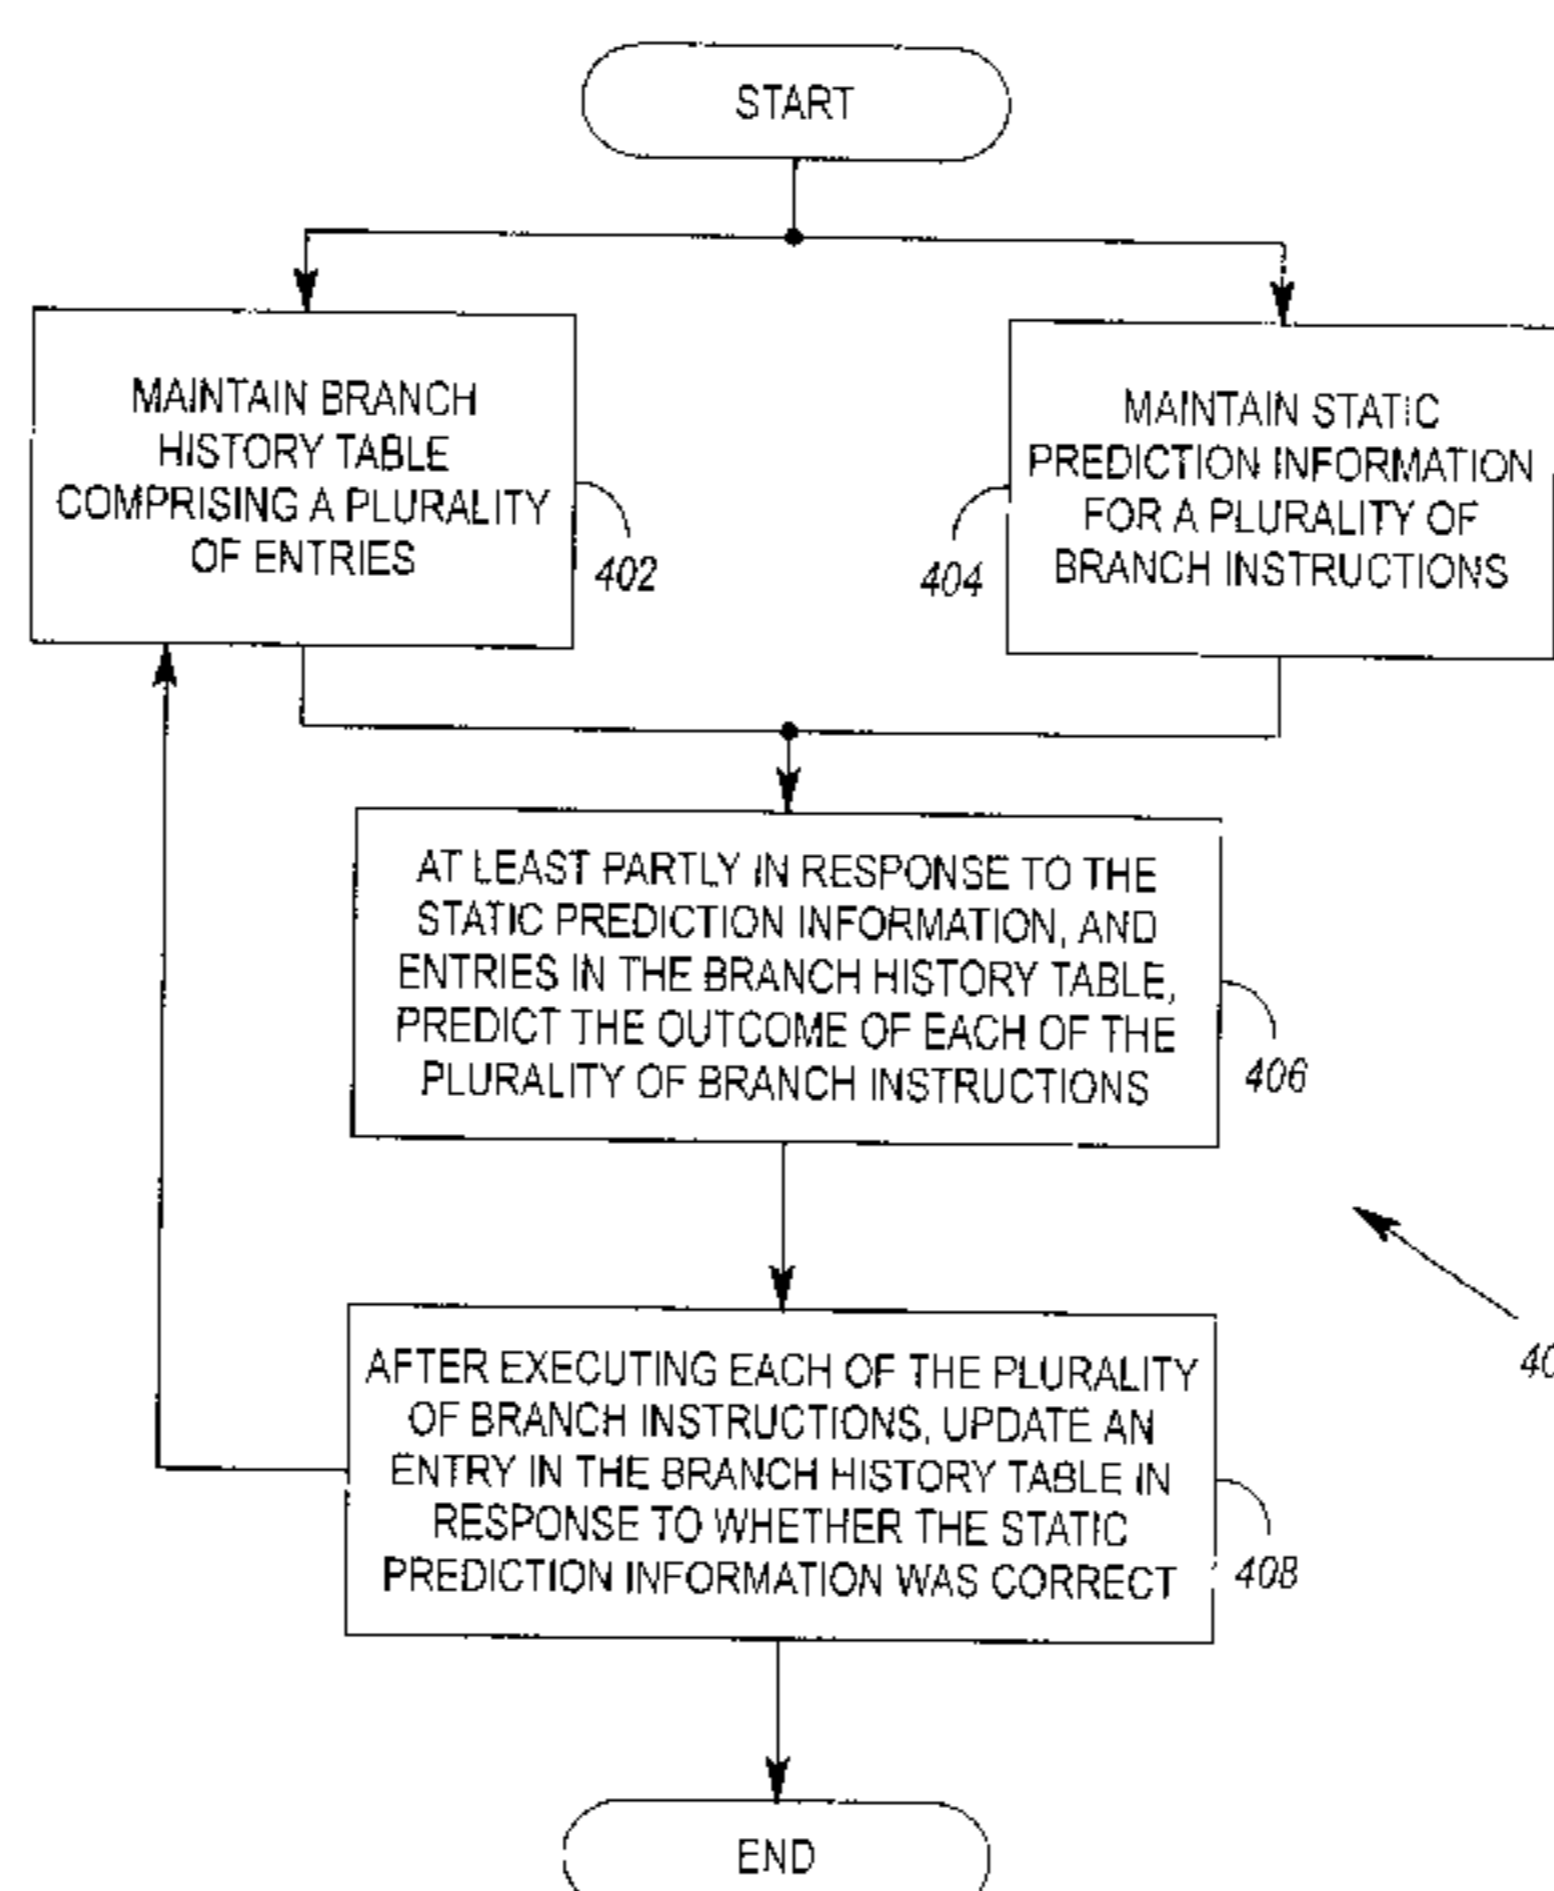 START
MAINTAIN BRANCH
HISTORY TABLE
COMPRISING A PLURALITY
OF ENTRIES
402
MAINTAIN STATIC
PREDICTION INFORMATION
FOR A PLURALITY OF
BRANCH INSTRUCTIONS
404
AT LEAST PARTLY IN RESPONSE TO THE
STATIC PREDICTION INFORMATION, AND
ENTRIES IN THE BRANCH HISTORY TABLE,
PREDICT THE OUTCOME OF EACH OF THE
PLURALITY OF BRANCH INSTRUCTIONS
406
AFTER EXECUTING EACH OF THE PLURALITY
OF BRANCH INSTRUCTIONS, UPDATE AN
ENTRY IN THE BRANCH HISTORY TABLE IN
RESPONSE TO WHETHER THE STATIC
PREDICTION INFORMATION WAS CORRECT
408
END